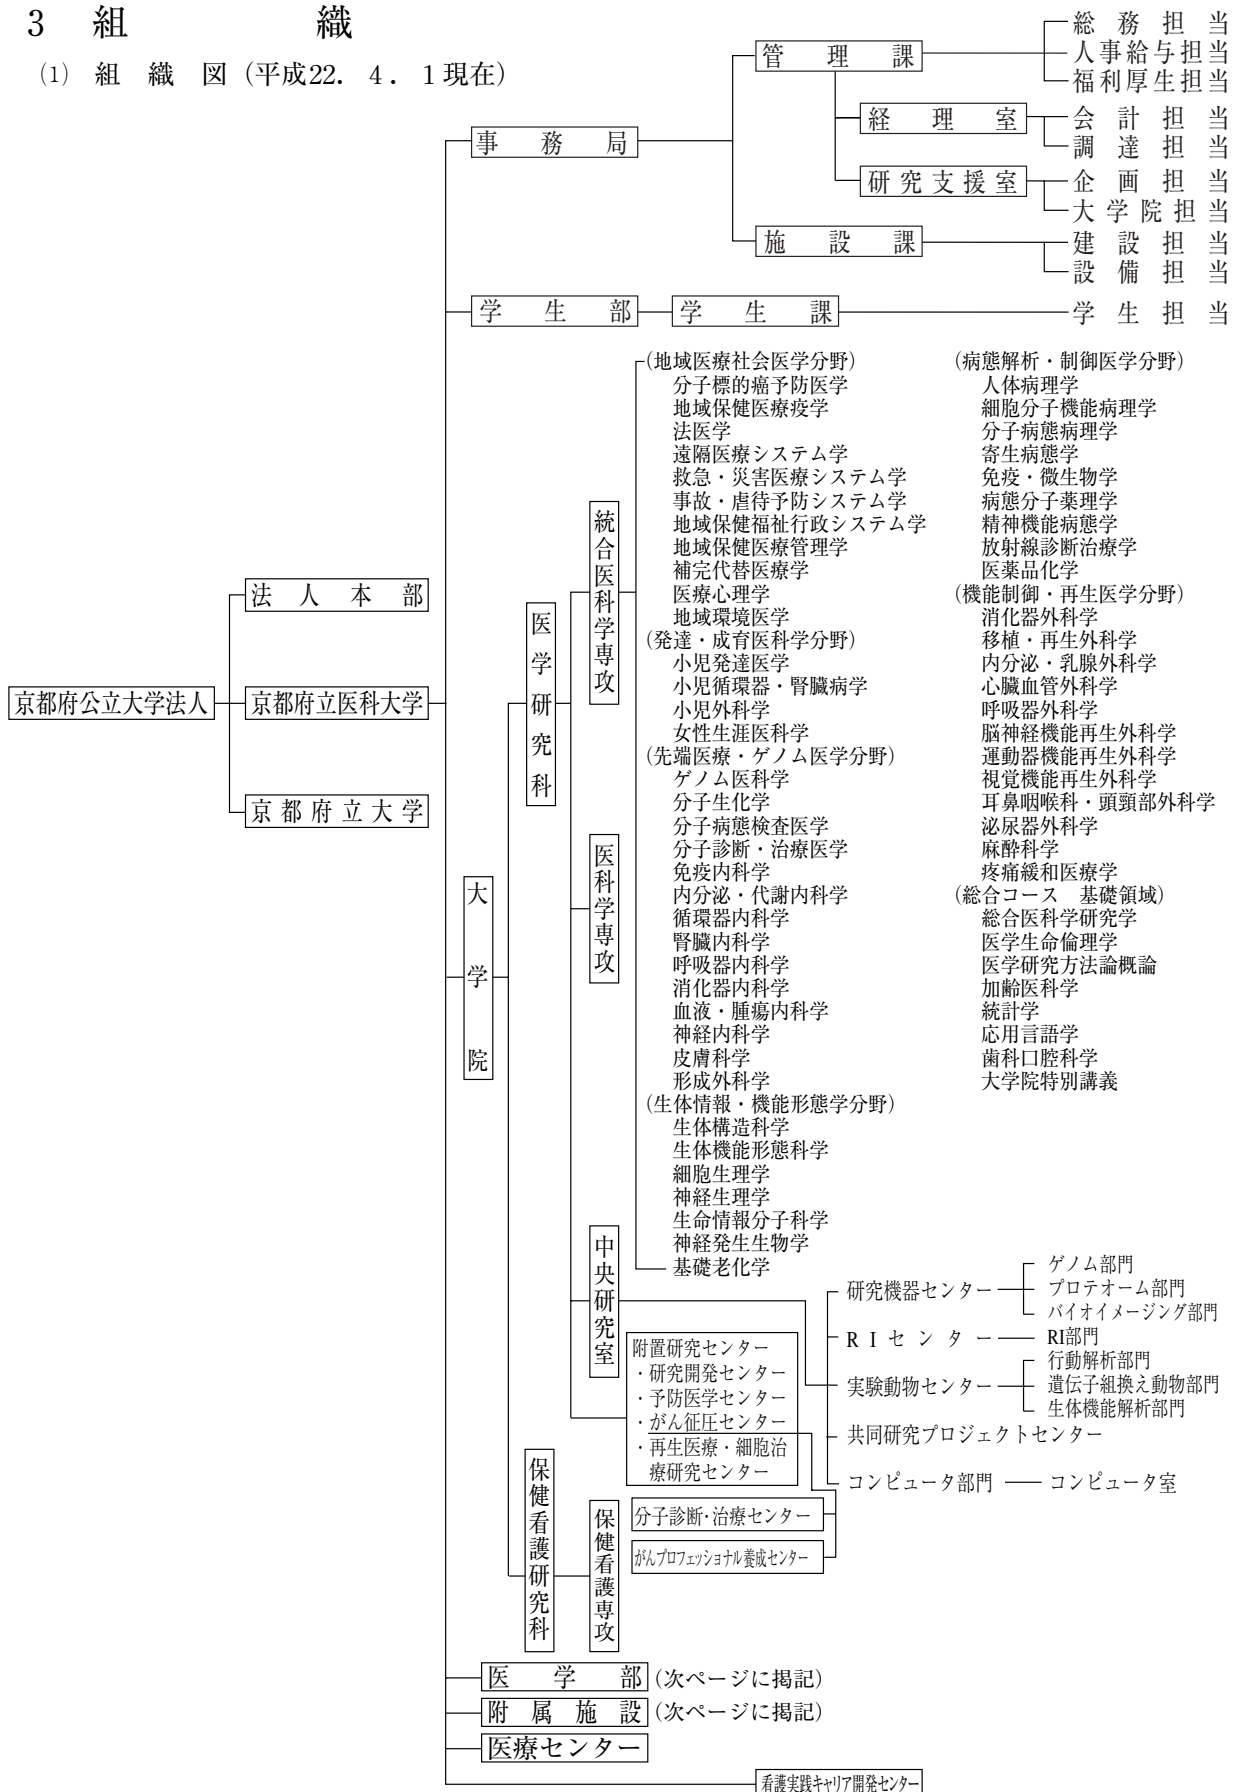 3 組 織
(1) 組 織 図 (平成22. 4. 1現在)
管 理 課
総 務 担 当
人事給与担当
福利厚生担当
経 理 室
会 計 担 当
調 達 担 当
研究支援室
企 画 担 当
大学院担当
事 務 局
施 設 課
建 設 担 当
設 備 担 当
学 生 部
学 生 課
学 生 担 当
京都府公立大学法人
法 人 本 部
京都府立医科大学
京都府立大学
大学院
医学研究科
統合医科学専攻
(地域医療社会医学分野)
分子標的癌予防医学
地域保健医療疫学
法医学
遠隔医療システム学
救急・災害医療システム学
事故・虐待予防システム学
地域保健福祉行政システム学
地域保健医療管理学
補完代替医療学
医療心理学
地域環境医学
(発達・成育医科学分野)
小児発達医学
小児循環器・腎臓病学
小児外科学
女性生涯医科学
(先端医療・ゲノム医学分野)
ゲノム医科学
分子生化学
分子病態検査医学
分子診断・治療医学
免疫内科学
内分泌・代謝内科学
循環器内科学
腎臓内科学
呼吸器内科学
消化器内科学
血液・腫瘍内科学
神経内科学
皮膚科学
形成外科学
(生体情報・機能形態学分野)
生体構造科学
生体機能形態科学
細胞生理学
神経生理学
生命情報分子科学
神経発生生物学
基礎老化学
(病態解析・制御医学分野)
人体病理学
細胞分子機能病理学
分子病態病理学
寄生病態学
免疫・微生物学
病態分子薬理学
精神機能病態学
放射線診断治療学
医薬品化学
(機能制御・再生医学分野)
消化器外科学
移植・再生外科学
内分泌・乳腺外科学
心臓血管外科学
呼吸器外科学
脳神経機能再生外科学
運動器機能再生外科学
視覚機能再生外科学
耳鼻咽喉科・頭頸部外科学
泌尿器外科学
麻酔科学
疼痛緩和医療学
(総合コース 基礎領域)
総合医科学研究学
医学生命倫理学
医学研究方法論概論
加齢医科学
統計学
応用言語学
歯科口腔科学
大学院特別講義
医科学専攻
中央研究室
研究機器センター
ゲノム部門
プロテオーム部門
バイオイメージング部門
RIセンター
RI部門
実験動物センター
行動解析部門
遺伝子組換え動物部門
生体機能解析部門
共同研究プロジェクトセンター
コンピュータ部門
コンピュータ室
附置研究センター
・研究開発センター
・予防医学センター
・がん征圧センター
・再生医療・細胞治
療研究センター
分子診断・治療センター
がんプロフェッショナル養成センター
保健看護研究科
保健看護専攻
医 学 部 (次ページに掲記)
附 属 施 設 (次ページに掲記)
医療センター
看護実践キャリア開発センター